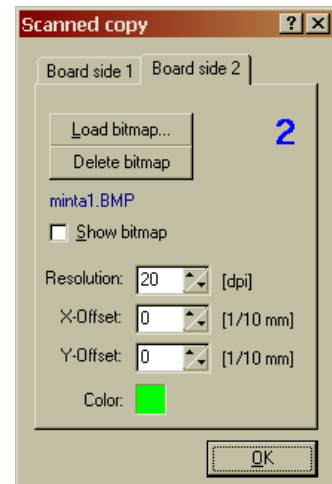 Scanned copy ? ×
Board side 1 Board side 2
Load bitmap...
2
Delete bitmap
minta1.BMP
Show bitmap
Resolution: 20 [dpi]
X-Offset: 0 [1/10 mm]
Y-Offset: 0 [1/10 mm]
Color:
OK